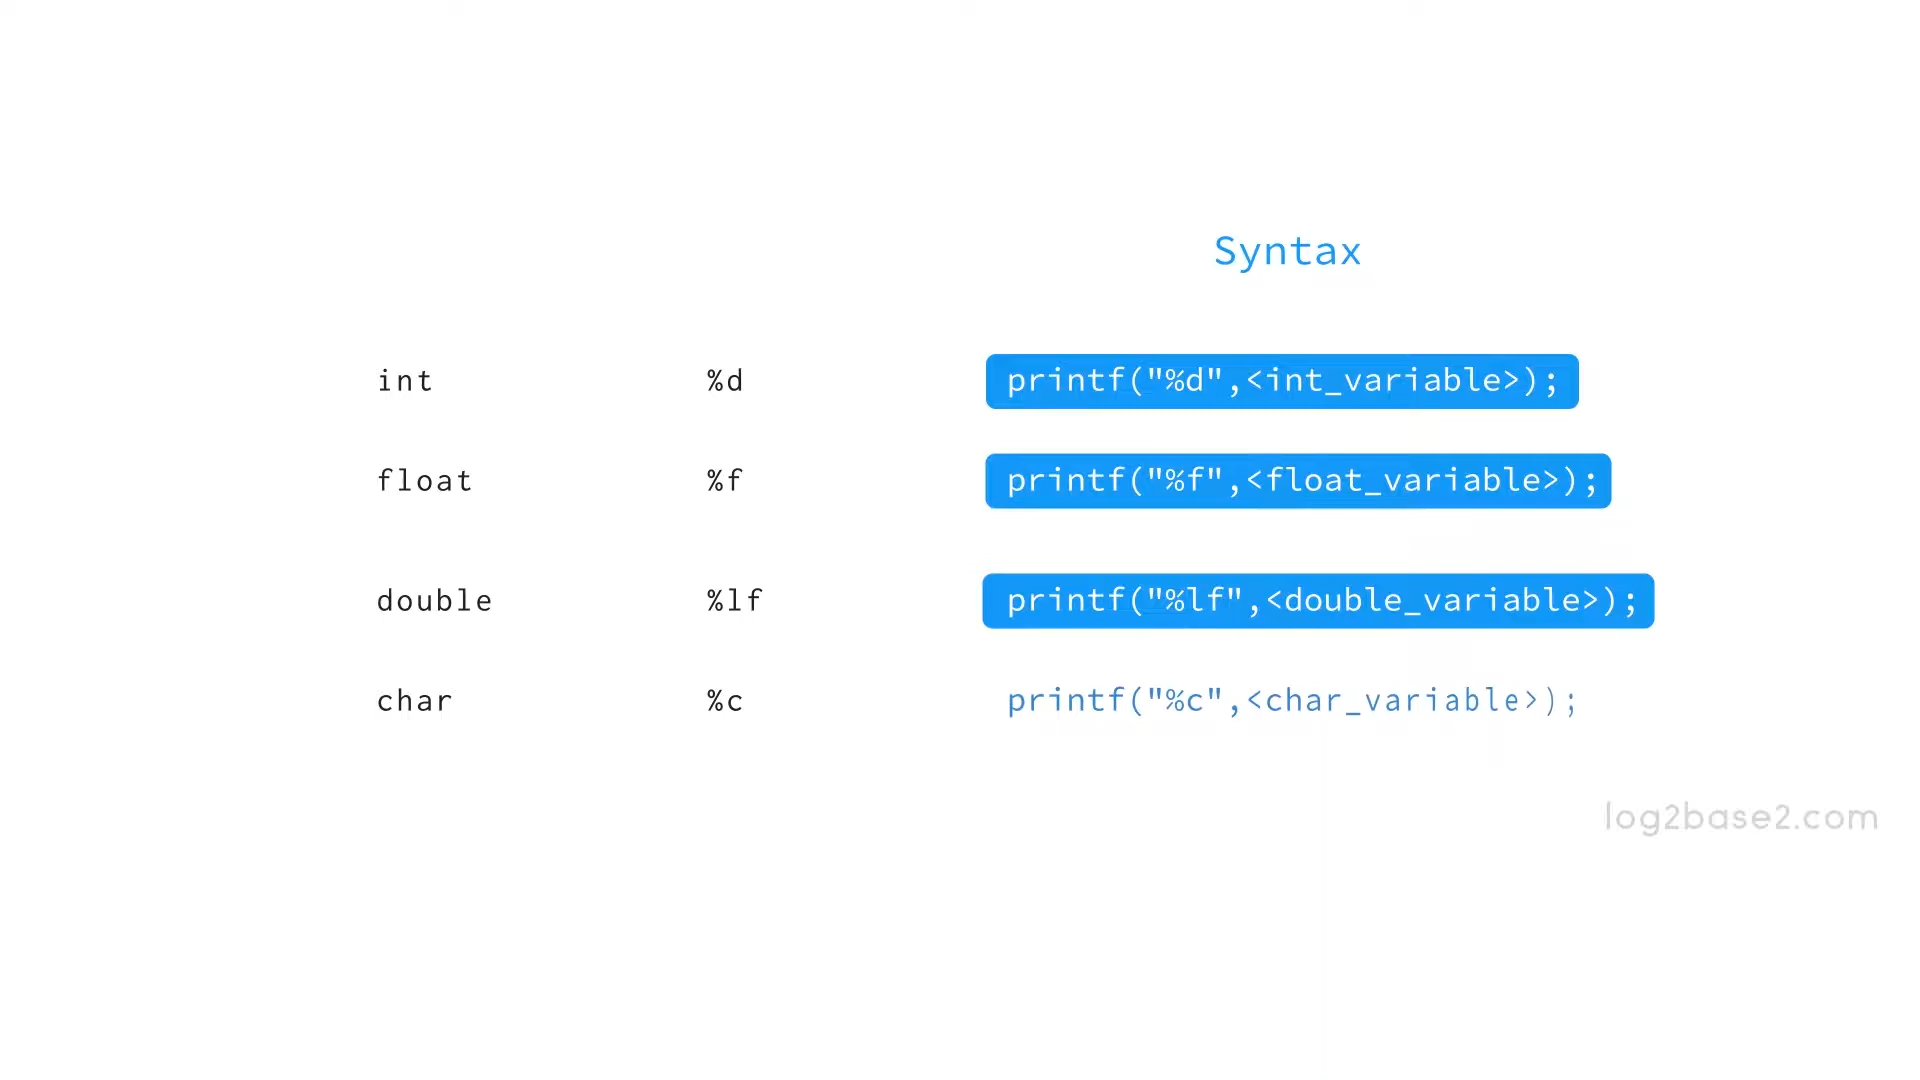 Syntax
int %d printf("%d",<int_variable>);
float %f printf("%f",<float_variable>);
double %lf printf("%lf",<double_variable>);
char %c printf("%c",<char_variable>);
log2base2.com